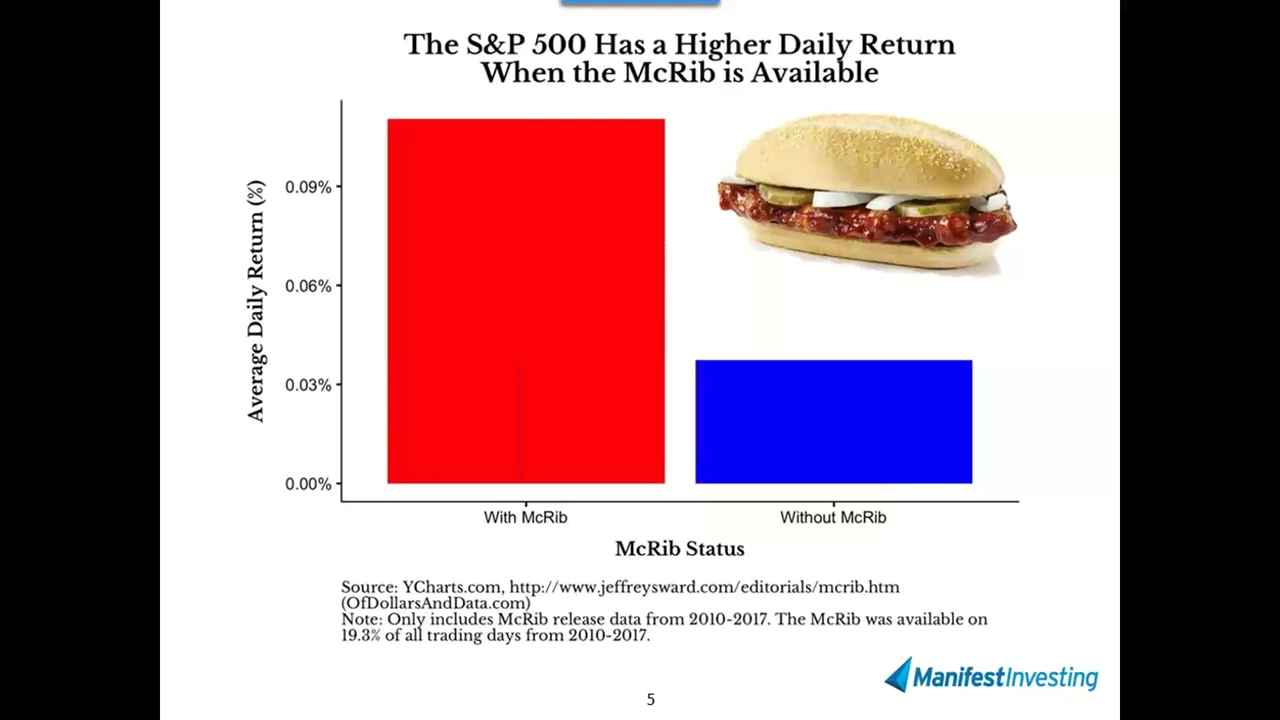 The S&P 500 Has a Higher Daily Return
When the McRib is Available
Average Daily Return (%)
0.09%
0.06%
0.03%
0.00%
With McRib
Without McRib
McRib Status
Source: YCharts.com, http://www.jeffreysward.com/editorials/mcrib.htm
(OfDollarsAndData.com)
Note: Only includes McRib release data from 2010-2017. The McRib was available on
19.3% of all trading days from 2010-2017.
ManifestInvesting
5